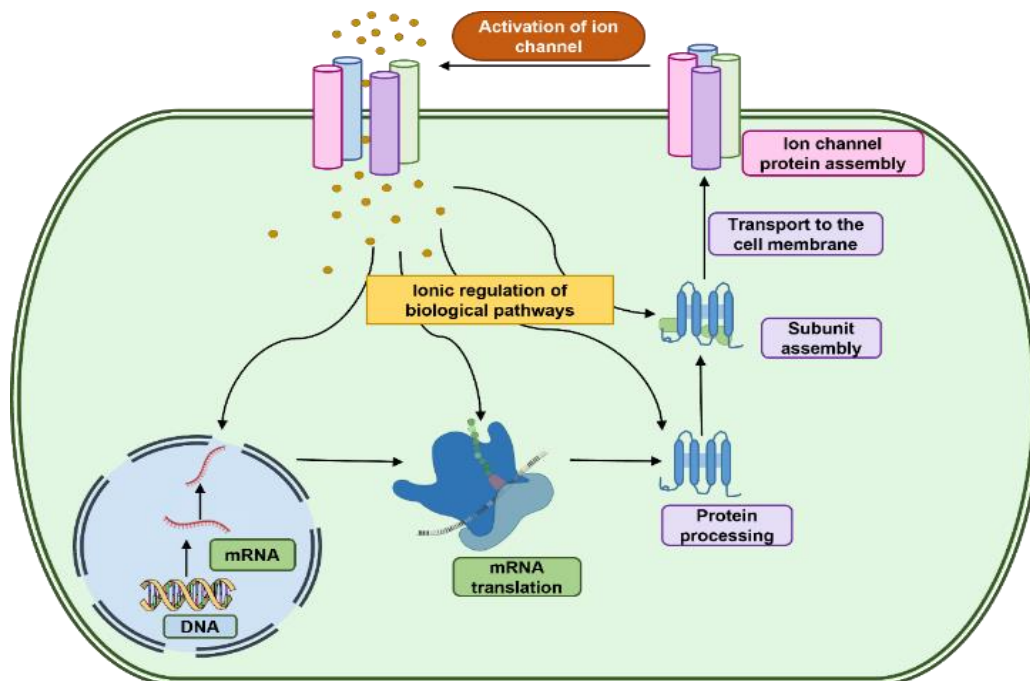 Activation of ion
channel
Ion channel
protein assembly
Transport to the
cell membrane
Ionic regulation of
biological pathways
Subunit
assembly
Protein
processing
mRNA
mRNA
translation
DNA